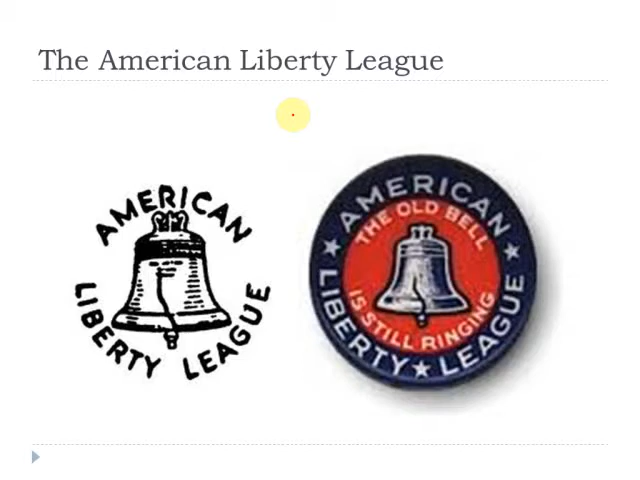 The American Liberty League
AMERICAN
LIBERTY LEAGUE
AMERICAN
THE OLD BELL
IS STILL RINGING
LIBERTY★LEAGUE